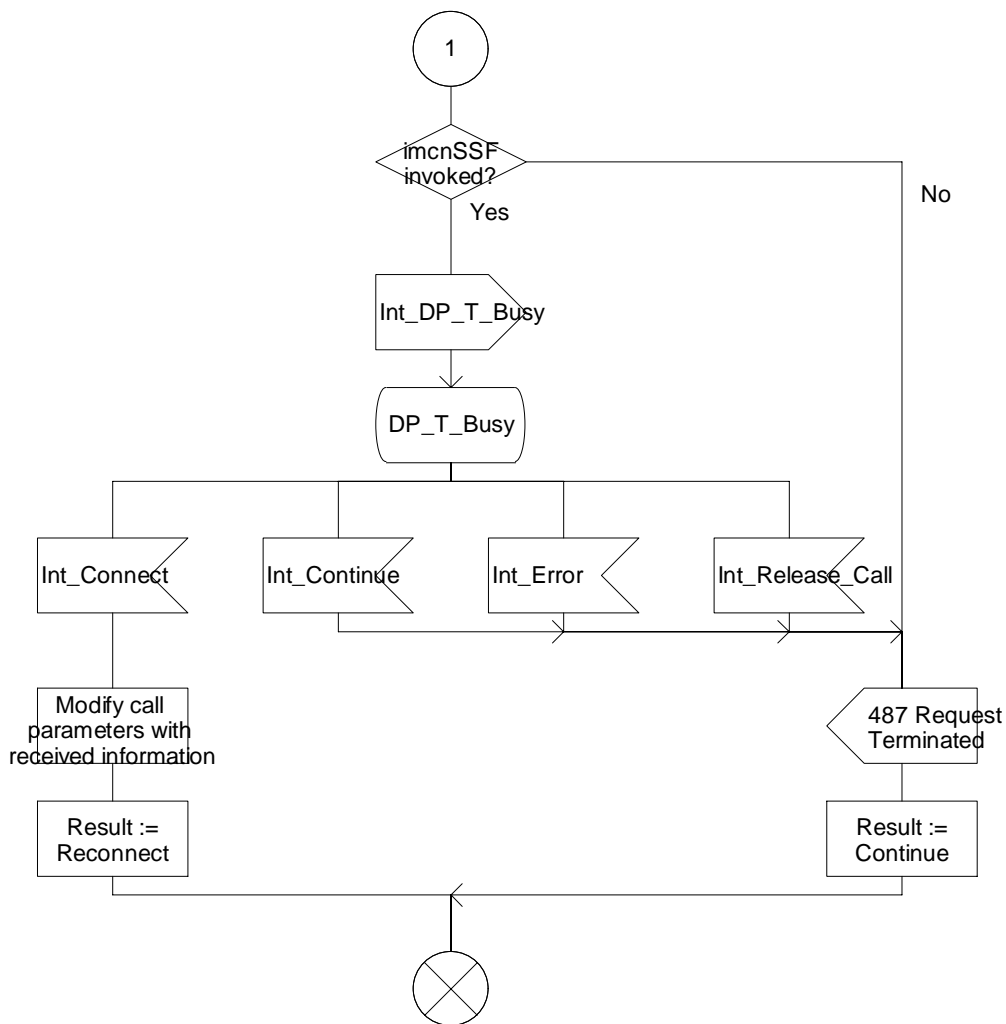 1
imcnSSF
invoked?
No
Yes
Int_DP_T_Busy
DP_T_Busy
Int_Connect
Int_Continue
Int_Error
Int_Release_Call
Modify call
parameters with
received information
487 Request
Terminated
Result :=
Reconnect
Result :=
Continue